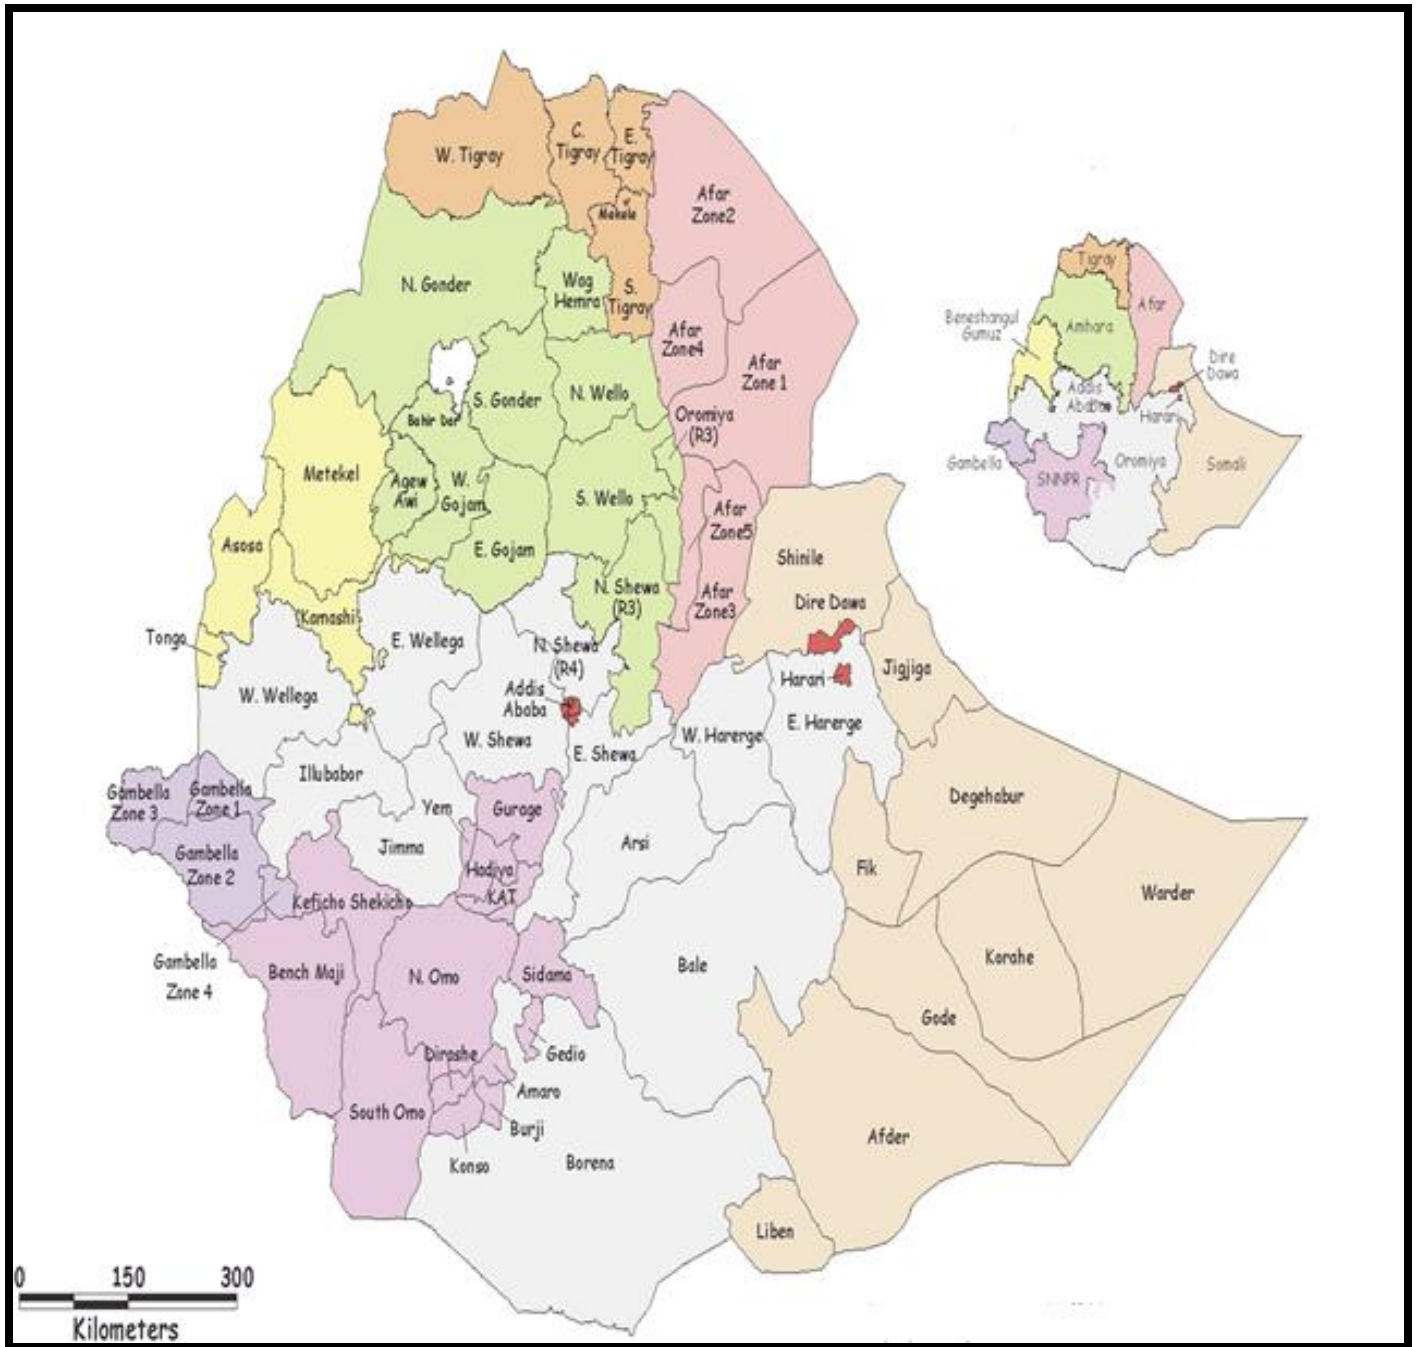 W. Tigray
C.
Tigray
E.
Tigray
Makale
S.
Tigray
Afar
Zone2
N. Gonder
Wag
Hemra
Afar
Zone4
Afar
Zone 1
S. Gonder
N. Wello
Bahir Dar
Oromiya
(R3)
Metekel
Agew
Awi
W.
Gojam
S. Wello
Afar
Zone5
E. Gojam
Asosa
Shinile
N. Shewa
(R3)
Afar
Zone3
Dire Dawa
Kamashi
Tongo
E. Wellega
N. Shewa
(R4)
Harari
Jigjiga
W. Wellega
Addis
Ababa
W. Shewa
E. Shewa
W. Harerge
E. Harerge
Illubabor
Gambella
Zone 3
Gambella
Zone 1
Yem
Gurage
Degehabur
Jimma
Arsi
Gambella
Zone 2
Hadiya
KAT
Fik
Warder
Keficho Shekicho
Gambella
Zone 4
Bench Maji
N. Omo
Sidama
Bale
Korahe
Gode
Dirashe
Gedio
Amaro
South Omo
Burji
Konso
Borena
Afder
Liben
Tigray
Afar
Beneshangul
Gumuz
Amhara
Dire
Dawa
Addis
Ababa
Harari
Gambella
SNNPR
Oromiya
Somali
0 150 300
Kilometers